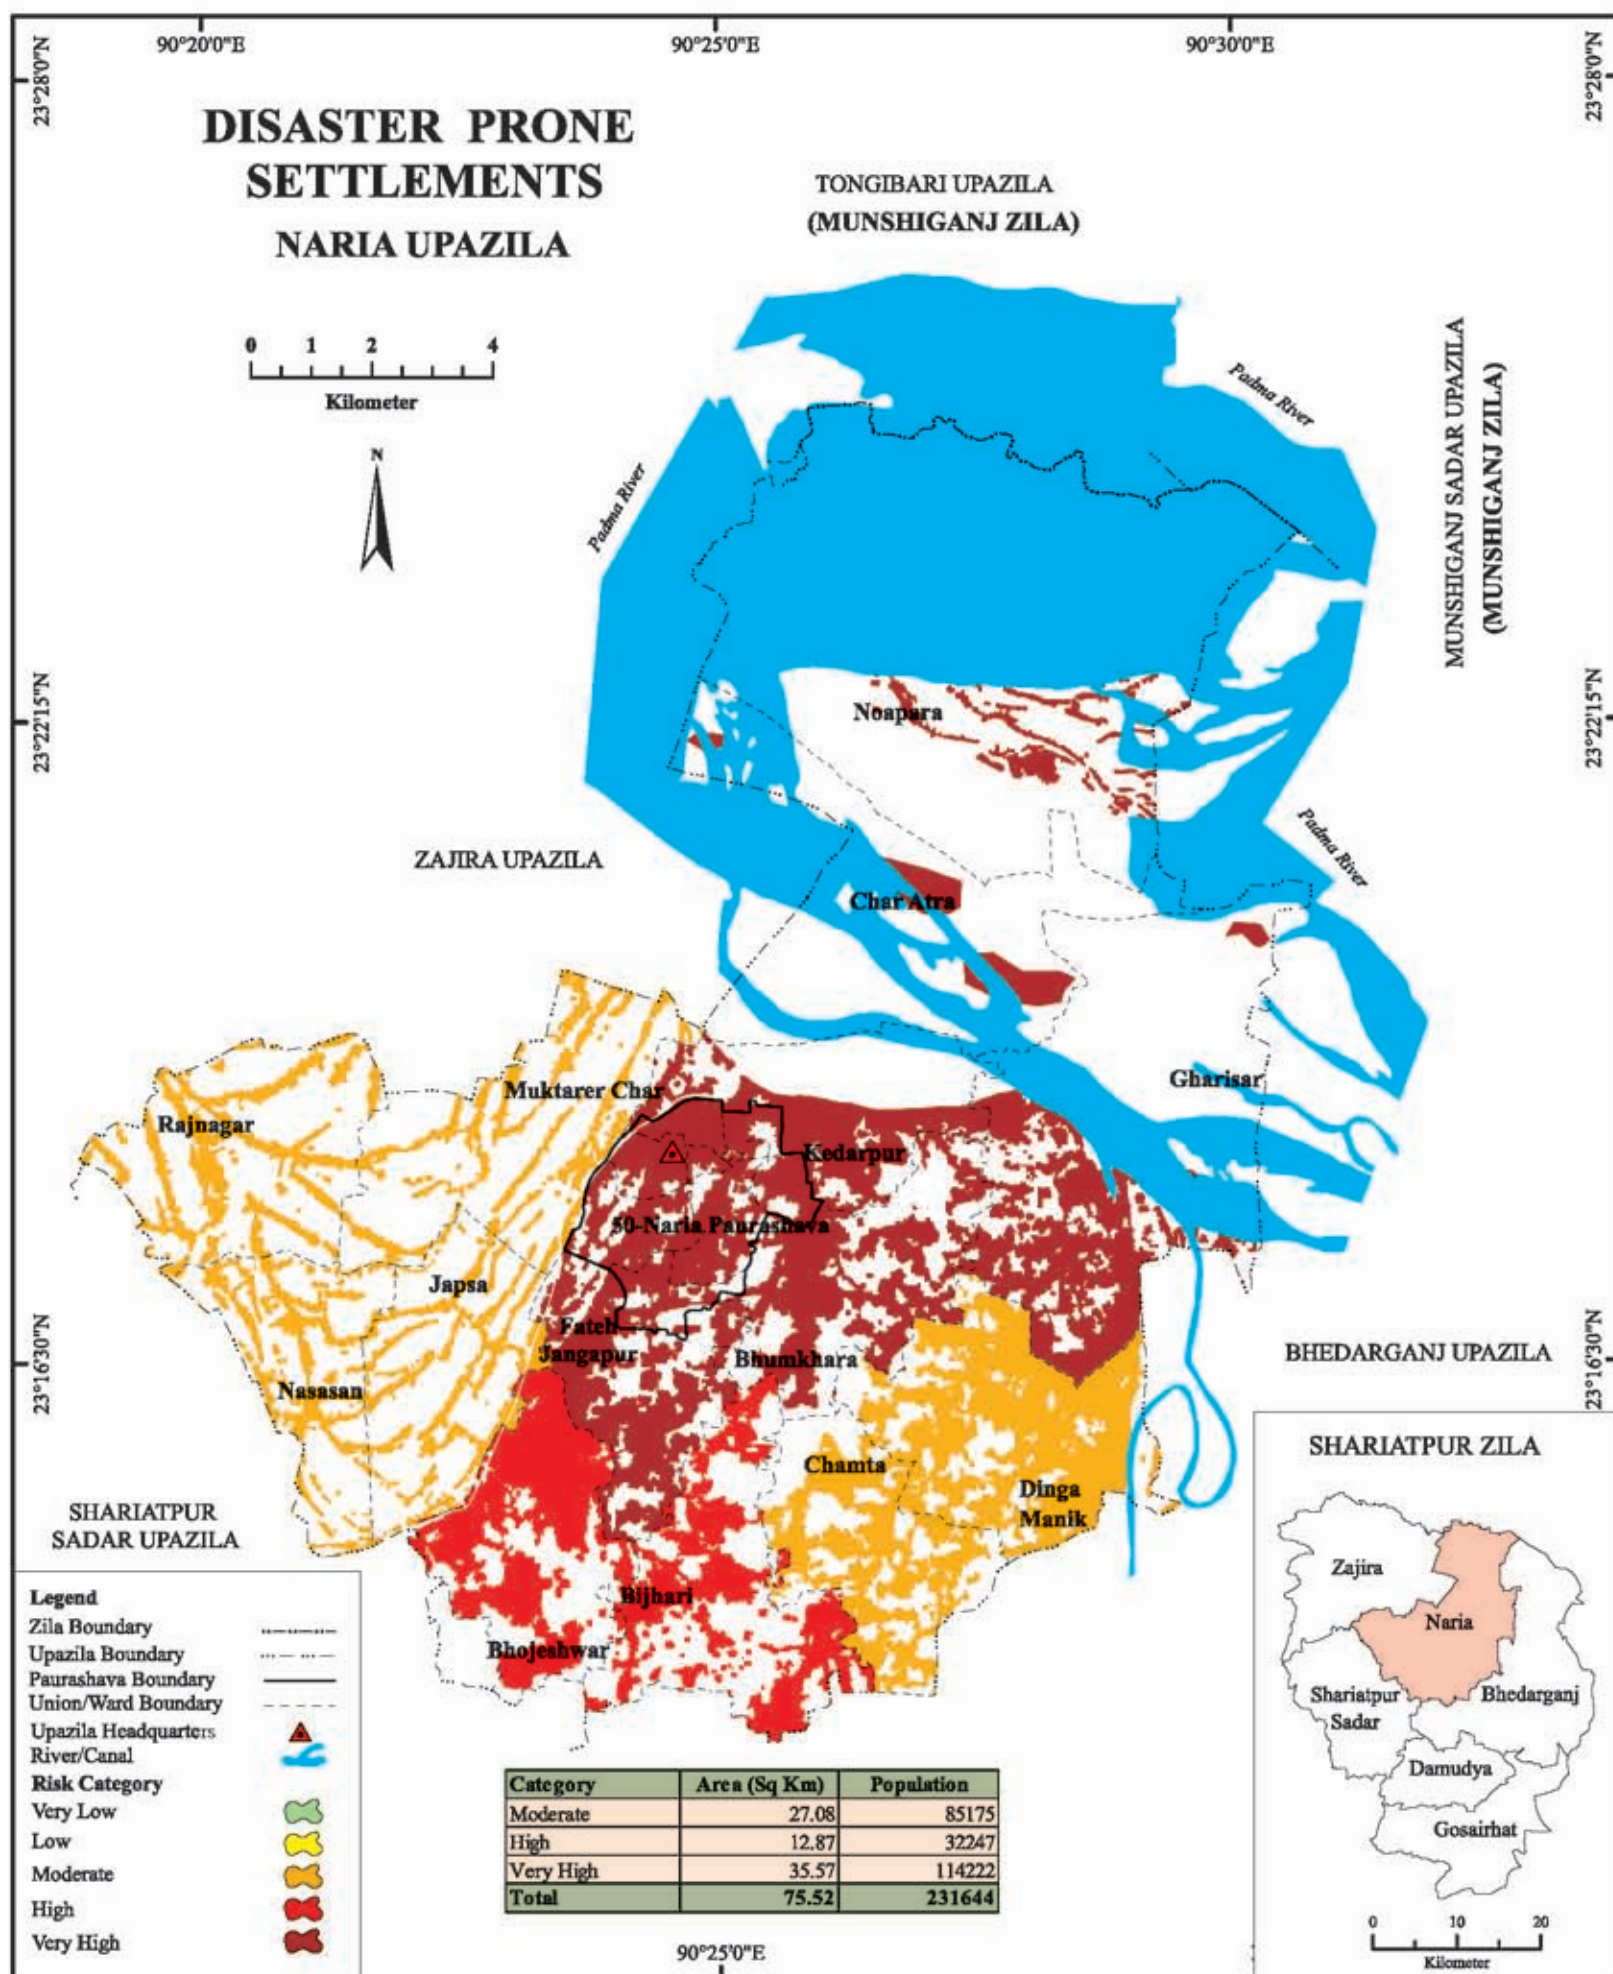 90°20'0"E 90°25'0"E 90°30'0"E
23°28'0"N
23°28'0"N
DISASTER PRONE
SETTLEMENTS
NARIA UPAZILA
0 1 2 4
Kilometer
N
TONGIBARI UPAZILA
(MUNSHIGANJ ZILA)
MUNSHIGANJ SADAR UPAZILA
(MUNSHIGANJ ZILA)
Padma River
Padma River
Padma River
23°22'15"N
23°22'15"N
Noapara
ZAJIRA UPAZILA
Char Atra
Gharisar
Muktarer Char
Rajnagar
Kedarpur
50-Naria Paurashava
Japsa
Fateh
Jangapur
Bhumkhara
Nasasan
23°16'30"N
23°16'30"N
BHEDARGANJ UPAZILA
Chamta
Dinga
Manik
Bijhari
Bhojeshwar
SHARIATPUR
SADAR UPAZILA
Legend
Zila Boundary
Upazila Boundary
Paurashava Boundary
Union/Ward Boundary
Upazila Headquarters
River/Canal
Risk Category
Very Low
Low
Moderate
High
Very High
Category Area (Sq Km) Population
Moderate 27.08 85175
High 12.87 32247
Very High 35.57 114222
Total 75.52 231644
90°25'0"E
SHARIATPUR ZILA
Zajira
Naria
Shariatpur
Sadar
Bhedarganj
Damudya
Gosairhat
0 10 20
Kilometer